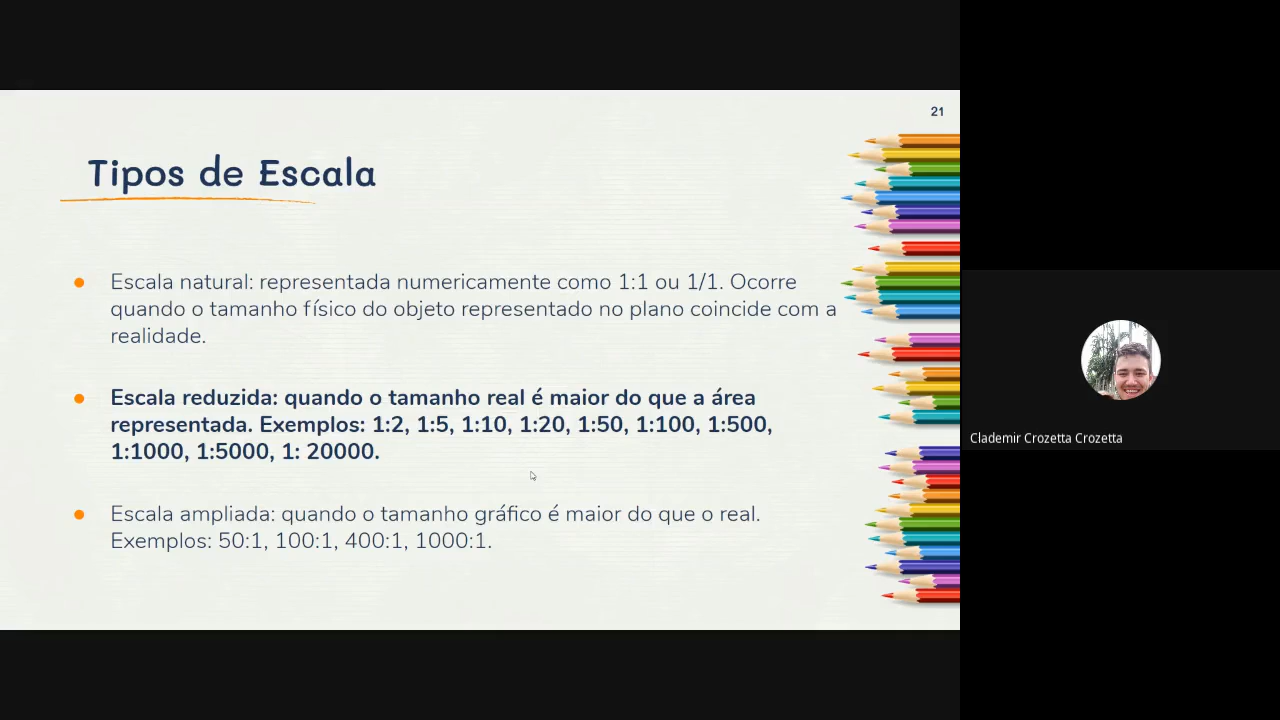 21
Tipos de Escala
Escala natural: representada numericamente como 1:1 ou 1/1. Ocorre
quando o tamanho físico do objeto representado no plano coincide com a
realidade.
Escala reduzida: quando o tamanho real é maior do que a área
representada. Exemplos: 1:2, 1:5, 1:10, 1:20, 1:50, 1:100, 1:500,
1:1000, 1:5000, 1: 20000.
Escala ampliada: quando o tamanho gráfico é maior do que o real.
Exemplos: 50:1, 100:1, 400:1, 1000:1.
Clademir Crozetta Crozetta